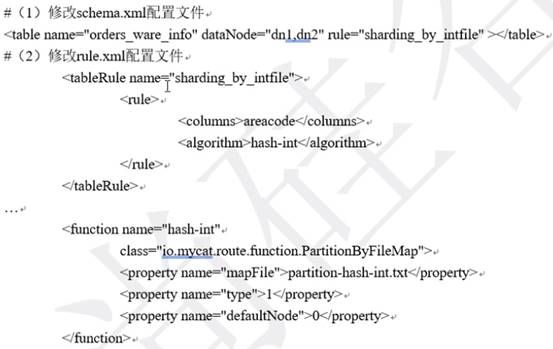 #（1）修改schema.xml配置文件
<table name="orders_ware_info" dataNode="dn1,dn2" rule="sharding_by_intfile" ></table>
#（2）修改rule.xml配置文件
<tableRule name="sharding_by_intfile">
<rule>
<columns>areacode</columns>
<algorithm>hash-int</algorithm>
</rule>
</tableRule>
…
<function name="hash-int"
class="io.mycat.route.function.PartitionByFileMap">
<property name="mapFile">partition-hash-int.txt</property>
<property name="type">1</property>
<property name="defaultNode">0</property>
</function>